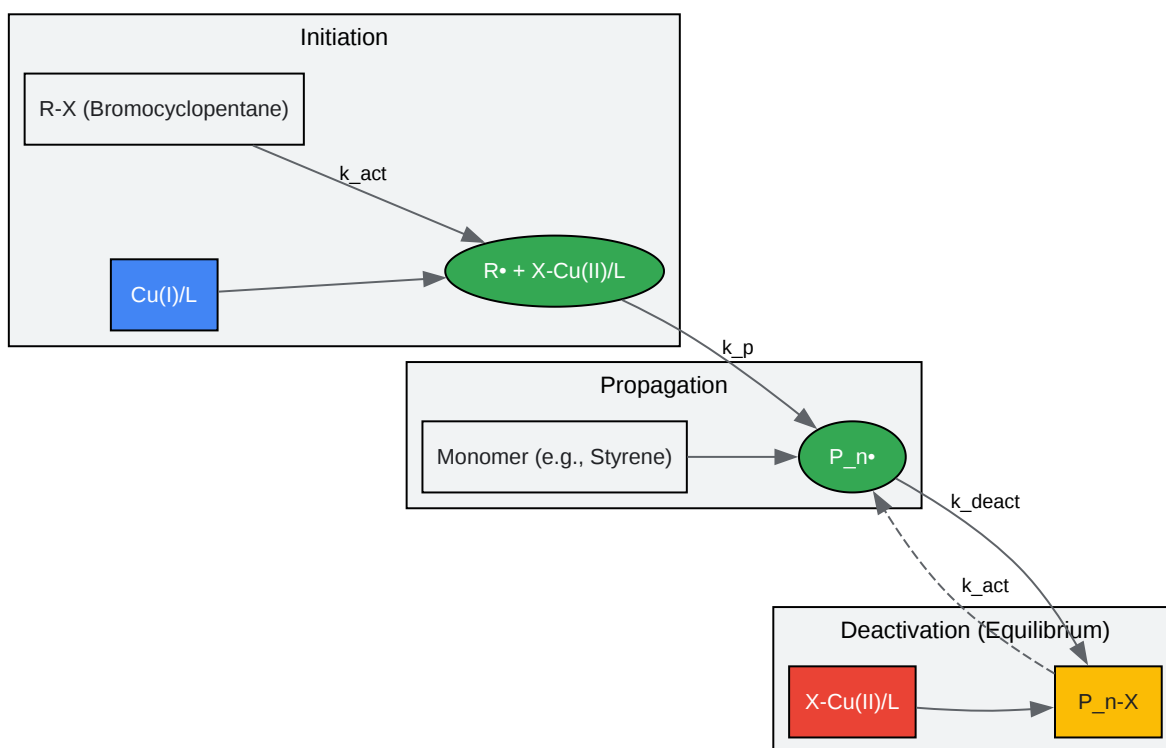 Initiation
R-X (Bromocyclopentane)
k_act
Cu(I)/L
R• + X-Cu(II)/L
k_p
Propagation
Monomer (e.g., Styrene)
P_n•
k_deact
k_act
Deactivation (Equilibrium)
X-Cu(II)/L
P_n-X